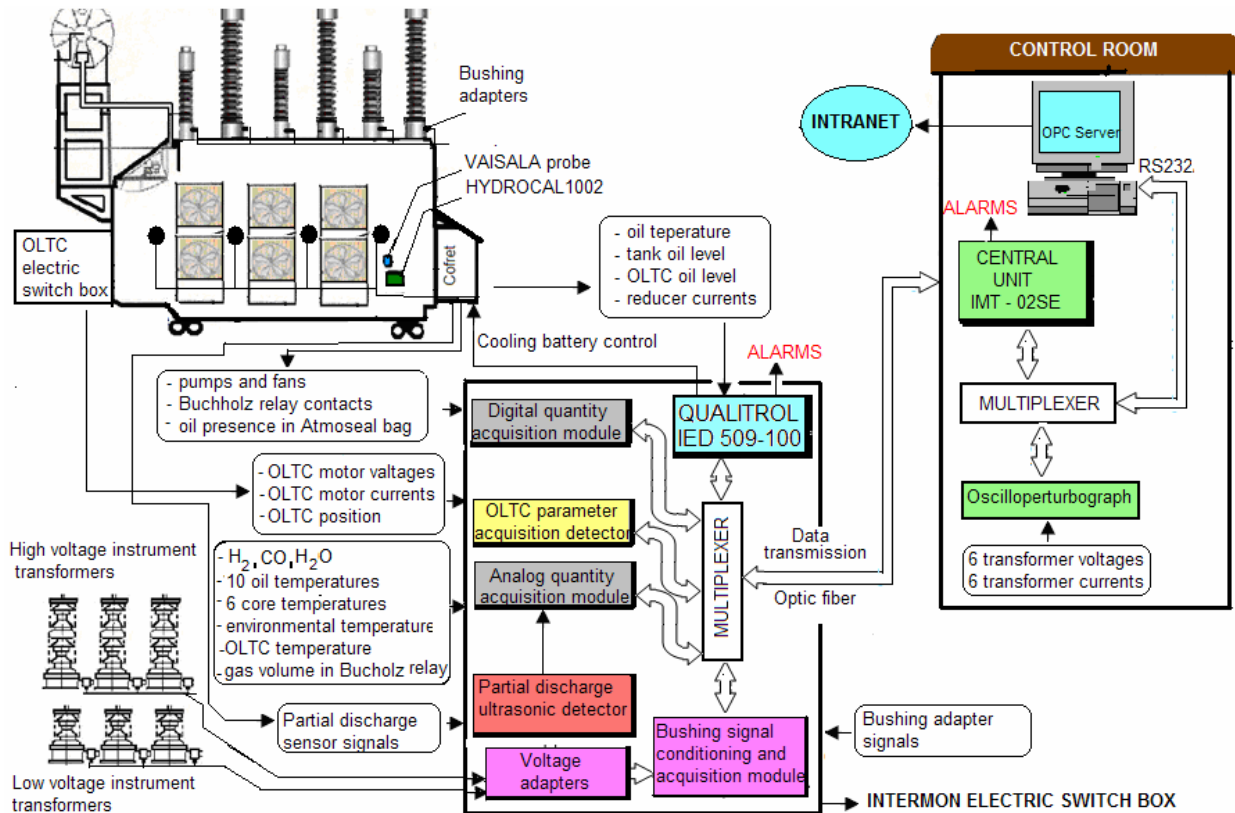 CONTROL ROOM
Bushing
adapters
INTRANET
OPC Server
VAISALA probe
HYDROCAL1002
RS232
ALARMS
OLTC
electric
switch box
Cofret
- oil teperature
- tank oil level
- OLTC oil level
- reducer currents
CENTRAL
UNIT
IMT - 02SE
Cooling battery control
ALARMS
- pumps and fans
- Buchholz relay contacts
- oil presence in Atmoseal bag
Digital quantity
acquisition module
QUALITROL
IED 509-100
MULTIPLEXER
- OLTC motor valtages
- OLTC motor currents
- OLTC position
OLTC parameter
acquisition detector
MULTIPLEXER
Data
transmission
Optic fiber
Oscilloperturbograph
6 transformer voltages
6 transformer currents
High voltage instrument
transformers
- H2,CO,H2O
- 10 oil temperatures
- 6 core temperatures
- environmental temperature
-OLTC temperature
- gas volume in Bucholz relay
Analog quantity
acquisition module
Partial discharge
ultrasonic detector
Partial discharge
sensor signals
Bushing signal
conditioning and
acquisition module
Bushing adapter
signals
Voltage
adapters
Low voltage instrument
transformers
INTERMON ELECTRIC SWITCH BOX